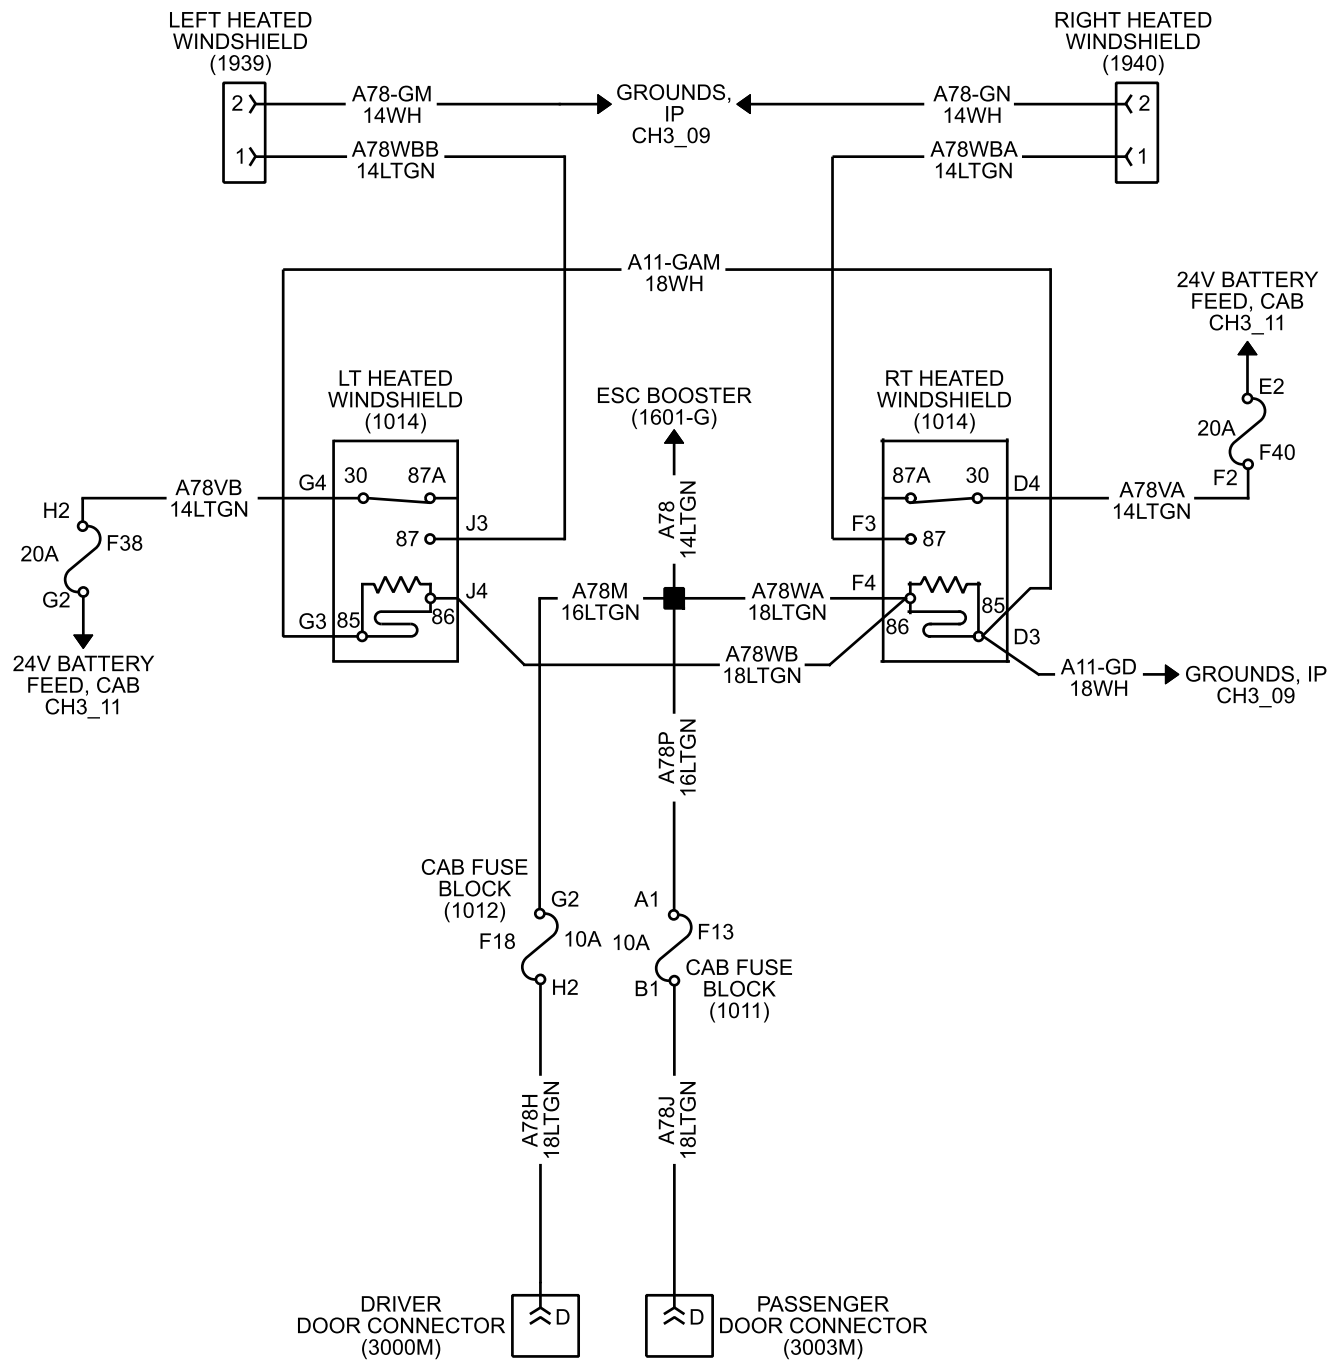 LEFT HEATED
WINDSHIELD
(1939)
2
1
A78-GM
14WH
A78WBB
14LTGN
GROUNDS,
IP
CH3_09
A78-GN
14WH
A78WBA
14LTGN
RIGHT HEATED
WINDSHIELD
(1940)
2
1
A11-GAM
18WH
24V BATTERY
FEED, CAB
CH3_11
E2
20A
F40
F2
LT HEATED
WINDSHIELD
(1014)
ESC BOOSTER
(1601-G)
RT HEATED
WINDSHIELD
(1014)
A78VB
14LTGN
G4
30
87A
J3
87
J4
G3
85
86
H2
20A
F38
G2
24V BATTERY
FEED, CAB
CH3_11
A78
14LTGN
87A
30
D4
F3
87
F4
85
86
D3
A78VA
14LTGN
A78M
16LTGN
A78WA
18LTGN
A78WB
18LTGN
A11-GD
18WH
GROUNDS, IP
CH3_09
A78P
16LTGN
CAB FUSE
BLOCK
(1012)
G2
F18
10A
H2
A1
10A
F13
B1
CAB FUSE
BLOCK
(1011)
A78H
18LTGN
A78J
18LTGN
DRIVER
DOOR CONNECTOR
(3000M)
D
D
PASSENGER
DOOR CONNECTOR
(3003M)